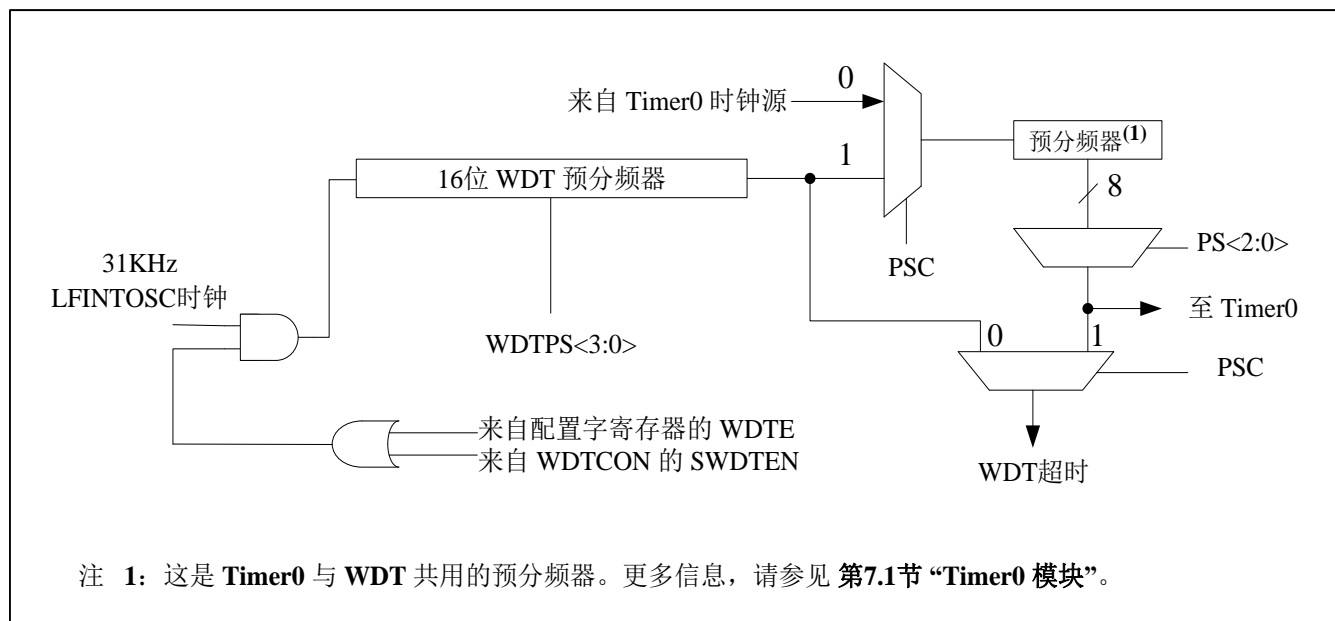 0
来自 Timer0 时钟源
预分频器(1)
1
16位 WDT 预分频器
8
PS<2:0>
PSC
31KHz
LFINTOSC时钟
至 Timer0
WDTPS<3:0>
0
1
PSC
来自配置字寄存器的 WDTE
来自 WDTCON 的 SWDTEN
WDT超时
注 1：这是 Timer0 与 WDT 共用的预分频器。更多信息，请参见 第7.1节 “Timer0 模块”。